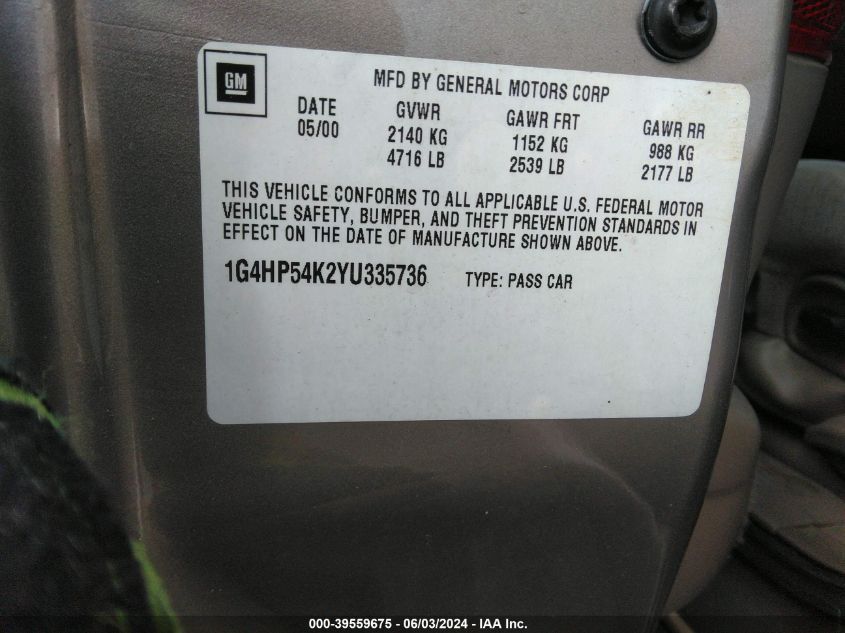 GM
MFD BY GENERAL MOTORS CORP
DATE GVWR GAWR FRT GAWR RR
05/00 2140 KG 1152 KG 988 KG
4716 LB 2539 LB 2177 LB
THIS VEHICLE CONFORMS TO ALL APPLICABLE U.S. FEDERAL MOTOR
VEHICLE SAFETY, BUMPER, AND THEFT PREVENTION STANDARDS IN
EFFECT ON THE DATE OF MANUFACTURE SHOWN ABOVE.
1G4HP54K2YU335736 TYPE: PASS CAR
000-39559675 - 06/03/2024 - IAA Inc.